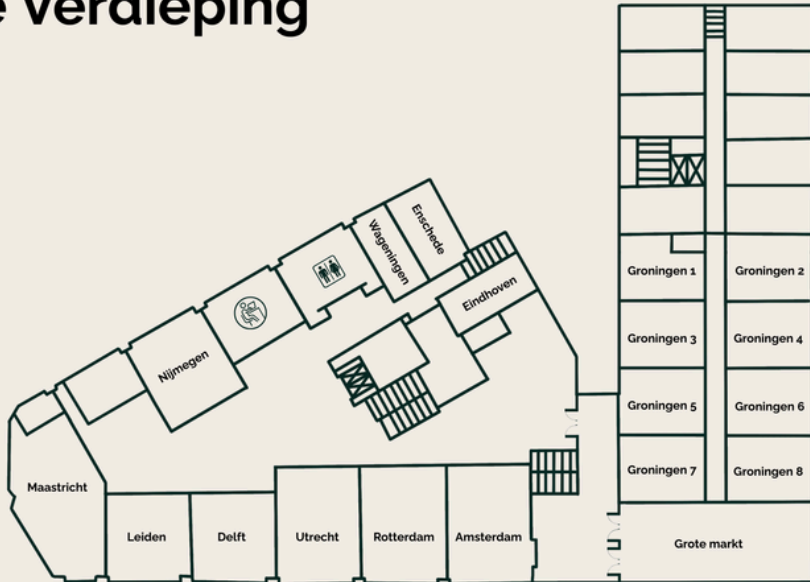 verdieping
Enschede
Wageningen
Eindhoven
Nijmegen
Maastricht
Leiden
Delft
Utrecht
Rotterdam
Amsterdam
Groningen 1
Groningen 2
Groningen 3
Groningen 4
Groningen 5
Groningen 6
Groningen 7
Groningen 8
Grote markt